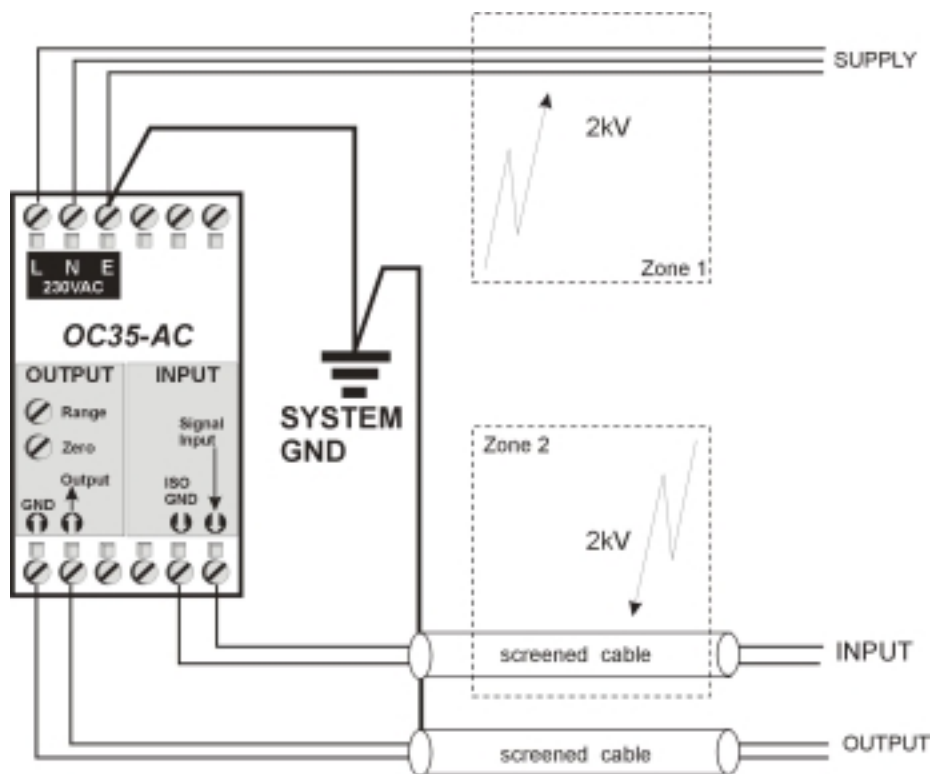 SUPPLY
2kV
Zone 1
L N E
230VAC
OC35-AC
OUTPUT
INPUT
Range
Signal
Input
Zero
Output
ISO
GND
GND
SYSTEM
GND
Zone 2
2kV
screened cable
INPUT
screened cable
OUTPUT